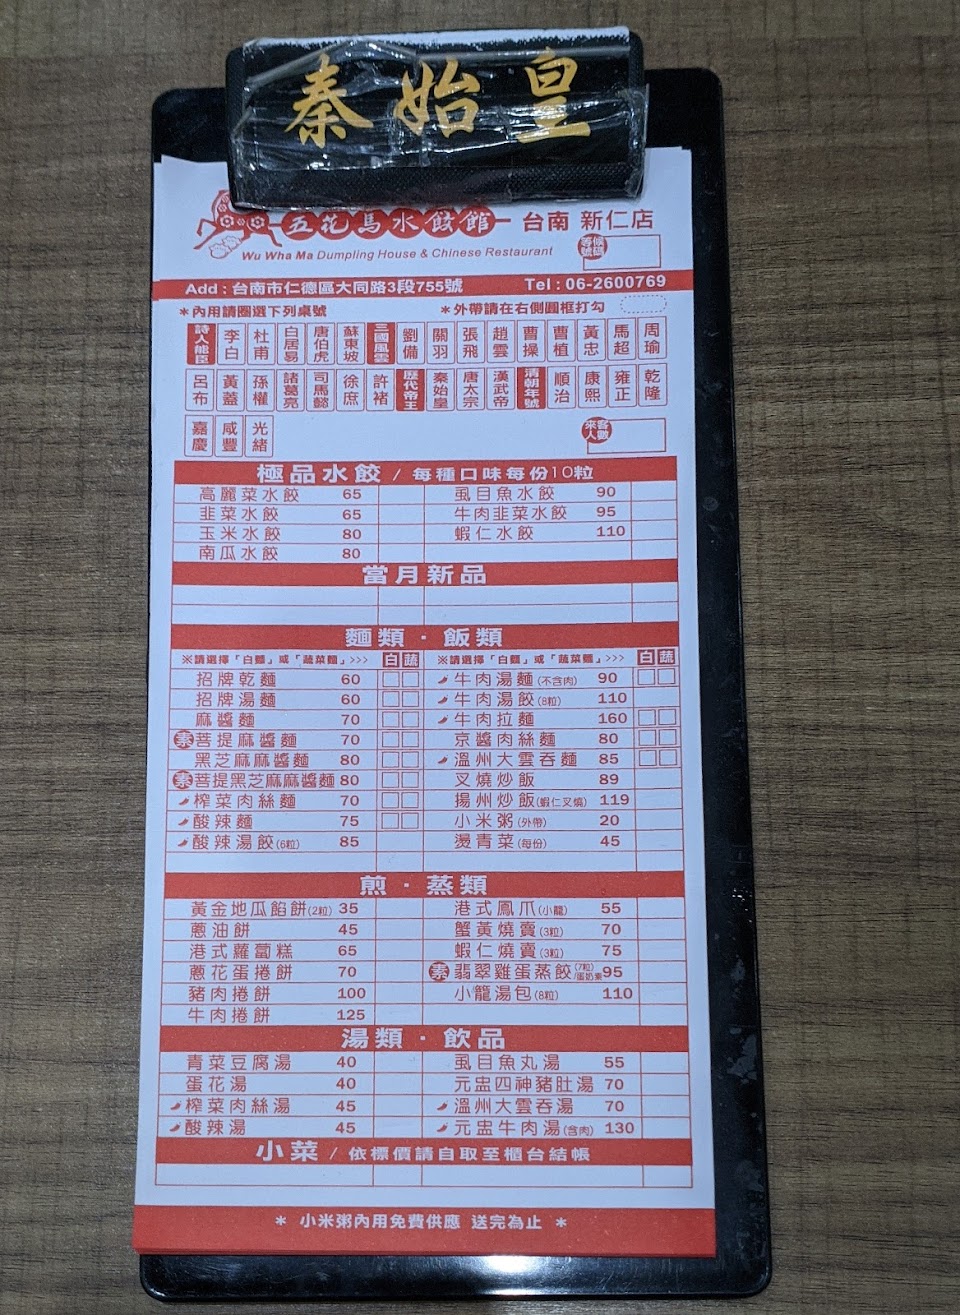 秦始皇
五花馬水餃館 台南 新仁店
Wu Wha Ma Dumpling House & Chinese Restaurant
Add：台南市仁德區大同路3段755號 Tel：06-2600769
＊內用請圈選下列桌號 ＊外帶請在右側圓框打勾
詩人能臣 李白 杜甫 白居易 唐伯虎 蘇東坡 三國風雲 劉備 關羽 張飛 趙雲 曹操 曹植 黃忠 馬超 周瑜
呂布 黃蓋 孫權 諸葛亮 司馬懿 徐庶 許褚 歷代帝王 秦始皇 唐太宗 漢武帝 清朝年號 順治 康熙 雍正 乾隆
嘉慶 咸豐 光緒 來客人數
極品水餃 / 每種口味每份10粒
高麗菜水餃 65 虱目魚水餃 90
韭菜水餃 65 牛肉韭菜水餃 95
玉米水餃 80 蝦仁水餃 110
南瓜水餃 80
當月新品
麵類・飯類
※請選擇「白麵」或「蔬菜麵」>>> 白 蔬 ※請選擇「白麵」或「蔬菜麵」>>> 白 蔬
招牌乾麵 60 牛肉湯麵(不含肉) 90
招牌湯麵 60 牛肉湯餃(8粒) 110
麻醬麵 70 牛肉拉麵 160
素 菩提麻醬麵 70 京醬肉絲麵 80
黑芝麻麻醬麵 80 溫州大雲吞麵 85
素 菩提黑芝麻麻醬麵 80 叉燒炒飯 89
榨菜肉絲麵 70 揚州炒飯(蝦仁叉燒) 119
酸辣麵 75 小米粥(外帶) 20
酸辣湯餃(6粒) 85 燙青菜(每份) 45
煎・蒸類
黃金地瓜餡餅(2粒) 35 港式鳳爪(小籠) 55
蔥油餅 45 蟹黃燒賣(3粒) 70
港式蘿蔔糕 65 蝦仁燒賣(3粒) 75
蔥花蛋捲餅 70 素 翡翠雞蛋蒸餃(7粒)/蛋奶素 95
豬肉捲餅 100 小籠湯包(8粒) 110
牛肉捲餅 125
湯類・飲品
青菜豆腐湯 40 虱目魚丸湯 55
蛋花湯 40 元盅四神豬肚湯 70
榨菜肉絲湯 45 溫州大雲吞湯 70
酸辣湯 45 元盅牛肉湯(含肉) 130
小菜 / 依標價請自取至櫃台結帳
＊ 小米粥內用免費供應 送完為止 ＊